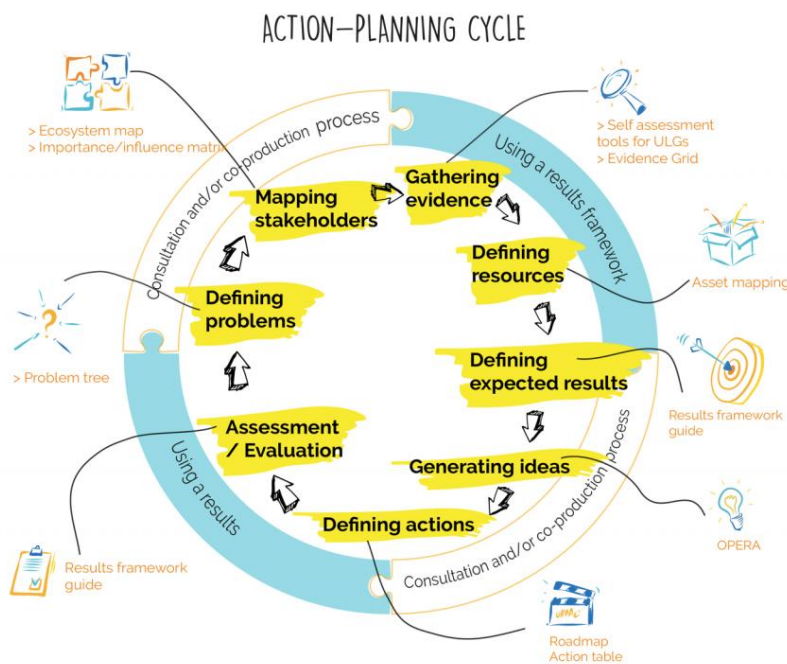 ACTION-PLANNING CYCLE
> Ecosystem map
> Importance/influence matrix
Consultation and/or co-production process
> Self assessment
tools for ULGs
> Evidence Grid
Using a results framework
Mapping
stakeholders
Gathering
evidence
Defining
resources
Asset mapping
Defining
problems
> Problem tree
Defining
expected results
Results framework
guide
Assessment
/ Evaluation
Generating ideas
OPERA
Defining actions
Using a results
Consultation and/or co-production process
Results framework
guide
Roadmap
Action table